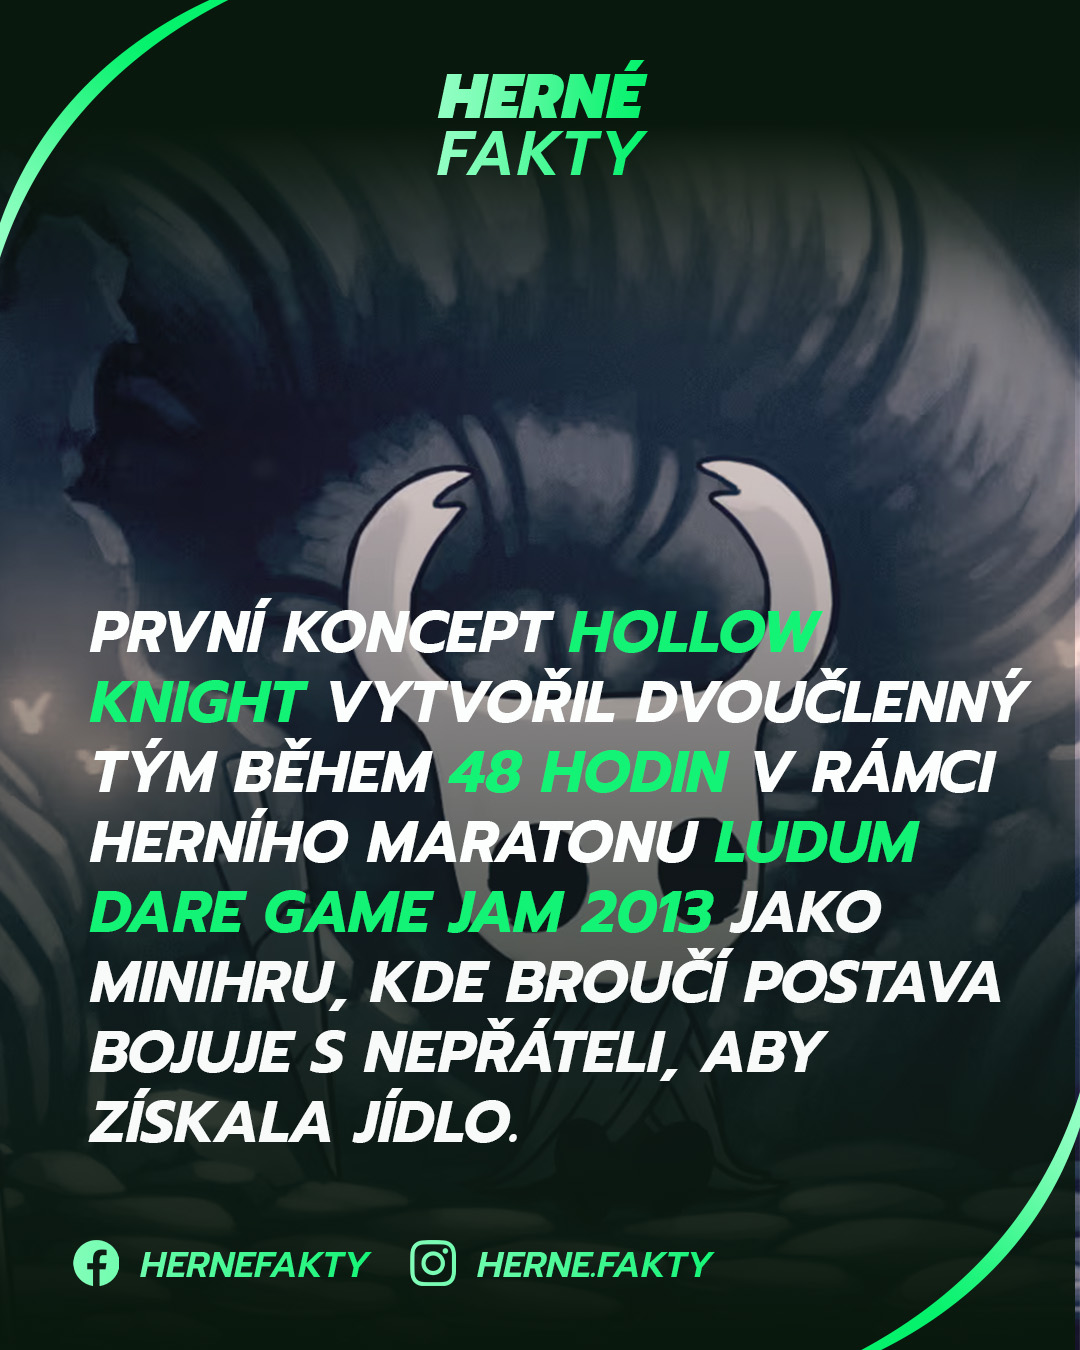 HERNÉ
FAKTY
PRVNÍ KONCEPT HOLLOW
KNIGHT VYTVOŘIL DVOUČLENNÝ
TÝM BĚHEM 48 HODIN V RÁMCI
HERNÍHO MARATONU LUDUM
DARE GAME JAM 2013 JAKO
MINIHRU, KDE BROUČÍ POSTAVA
BOJUJE S NEPŘÁTELI, ABY
ZÍSKALA JÍDLO.
HERNEFAKTY HERNE.FAKTY